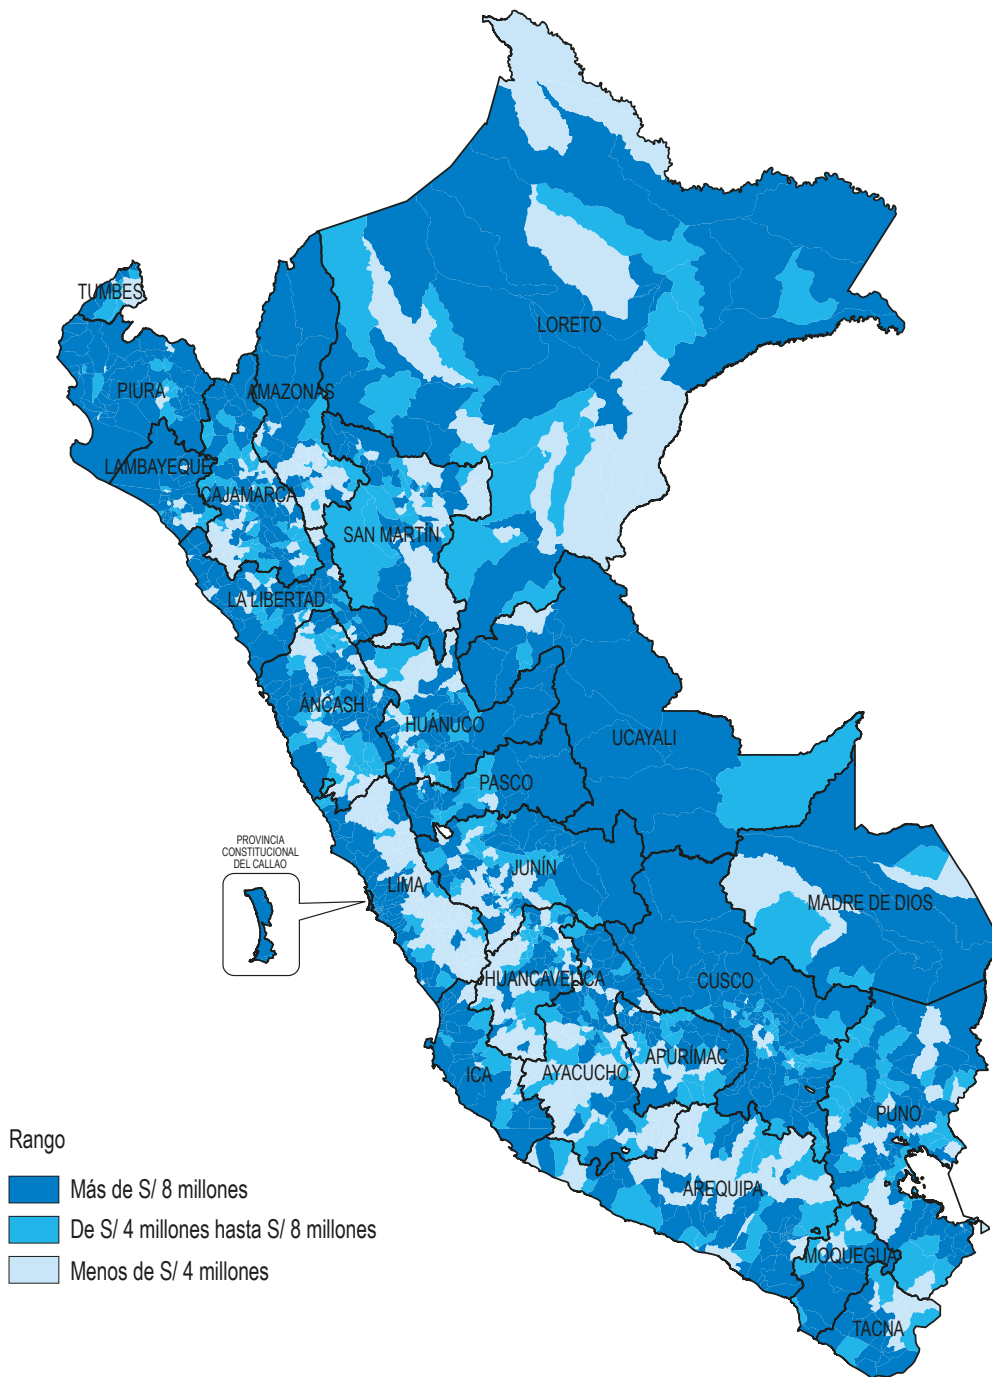 TUMBES
LORETO
PIURA
AMAZONAS
LAMBAYEQUE
CAJAMARCA
SAN MARTÍN
LA LIBERTAD
ÁNCASH
HUÁNUCO
UCAYALI
PASCO
PROVINCIA
CONSTITUCIONAL
DEL CALLAO
JUNÍN
LIMA
MADRE DE DIOS
HUANCAVELICA
CUSCO
APURÍMAC
ICA
AYACUCHO
PUNO
AREQUIPA
MOQUEGUA
TACNA
Rango
Más de S/ 8 millones
De S/ 4 millones hasta S/ 8 millones
Menos de S/ 4 millones